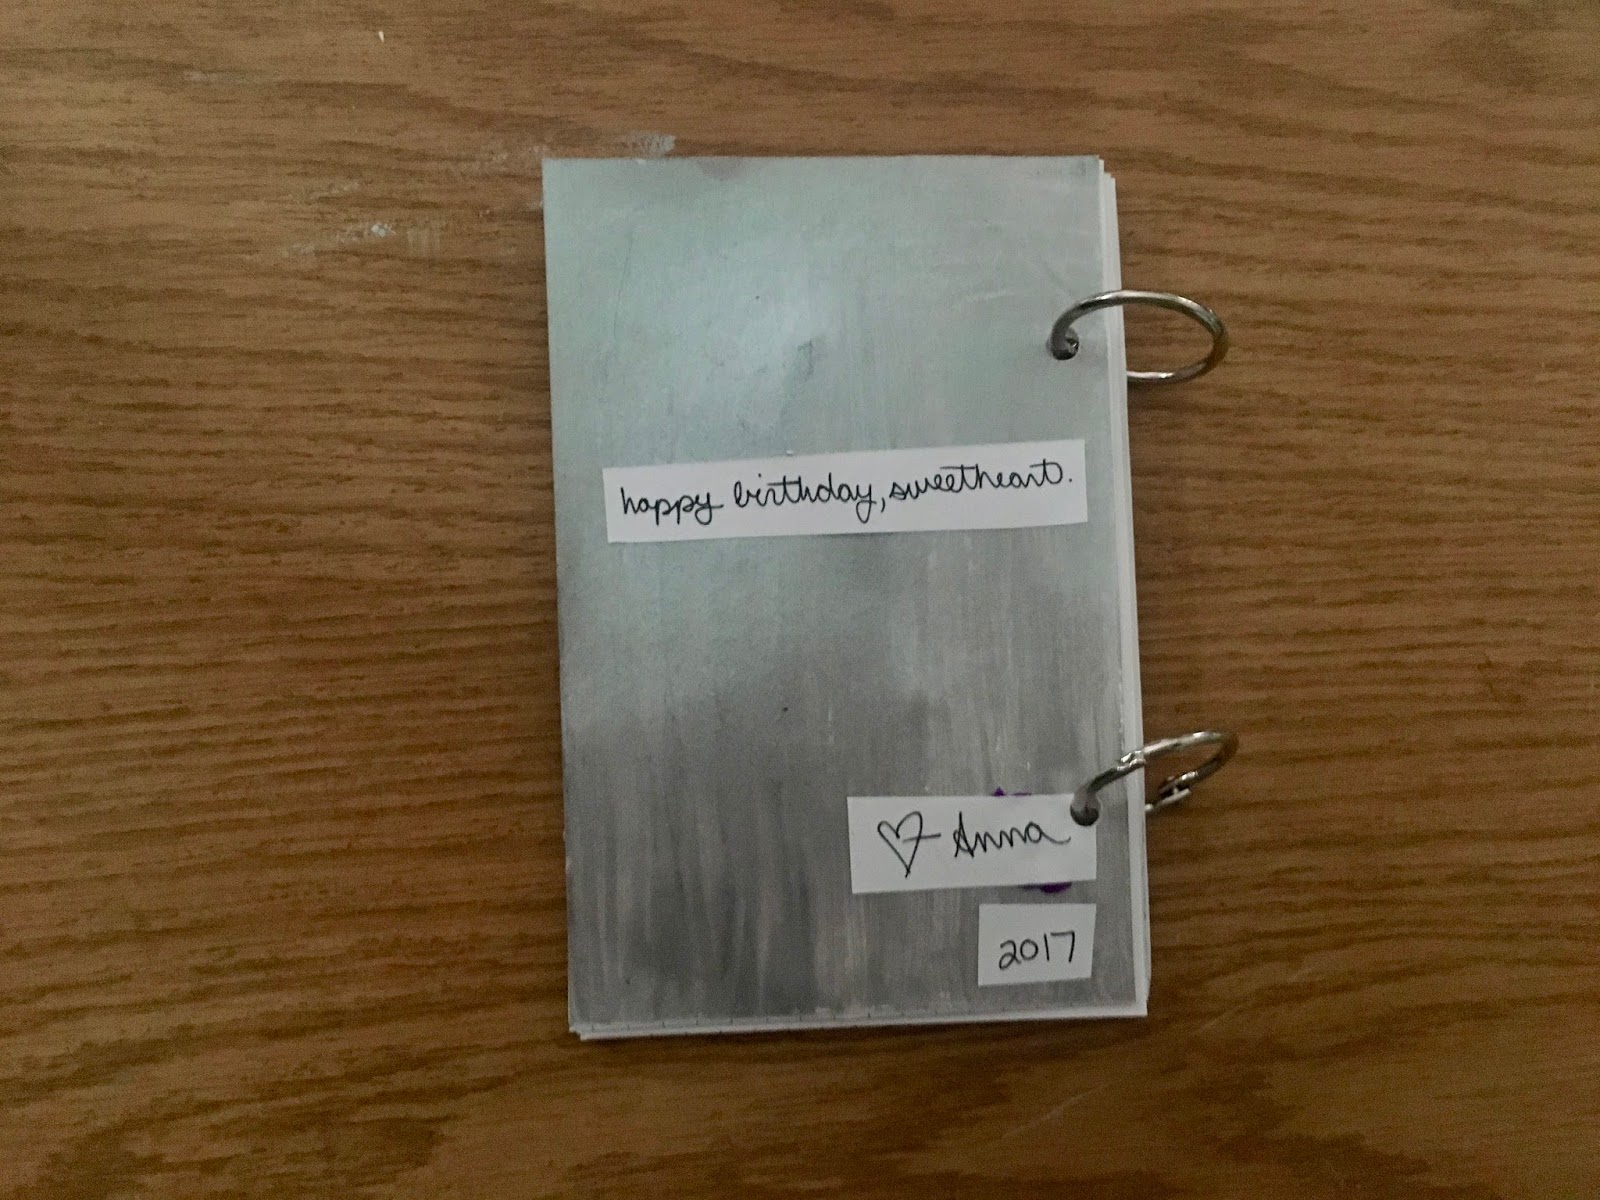 happy birthday, sweetheart.
♡ Anna
2017